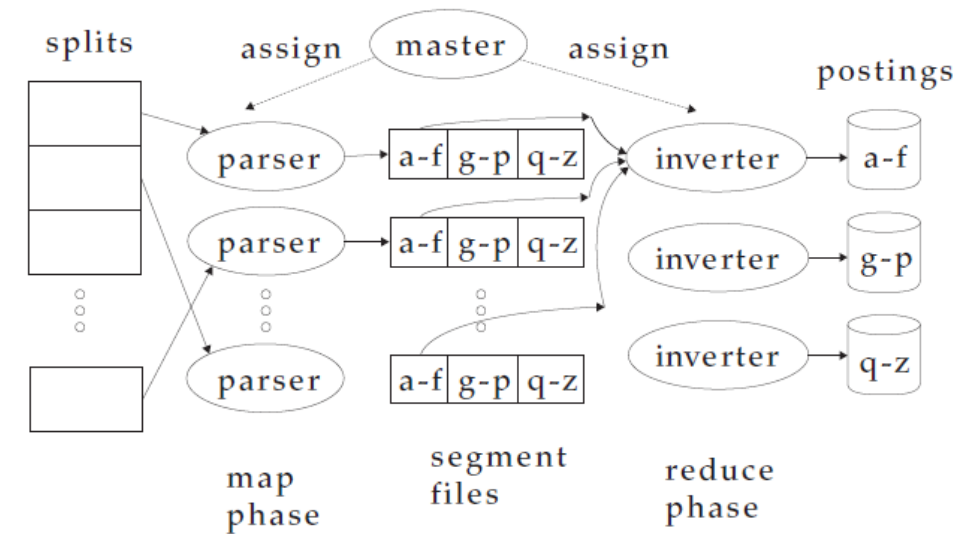 splits
assign
master
assign
postings
parser
a-f g-p q-z
inverter
a-f
parser
a-f g-p q-z
inverter
g-p
parser
a-f g-p q-z
inverter
q-z
map
phase
segment
files
reduce
phase